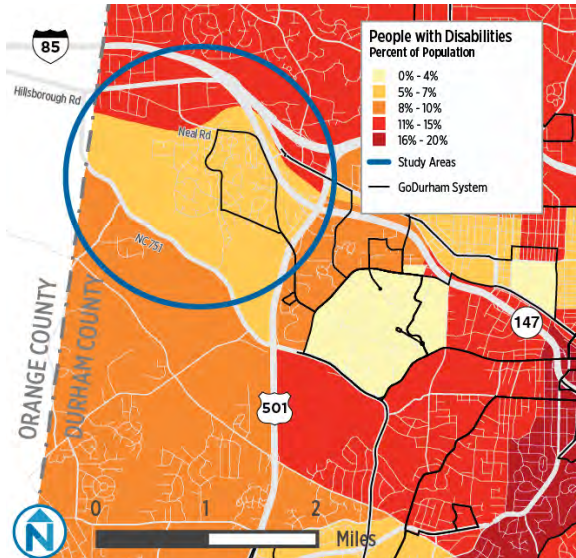 85
Hillsborough Rd
Neal Rd
NC 751
ORANGE COUNTY
DURHAM COUNTY
501
147
People with Disabilities
Percent of Population
0% - 4%
5% - 7%
8% - 10%
11% - 15%
16% - 20%
Study Areas
GoDurham System
0 1 2
Miles
N